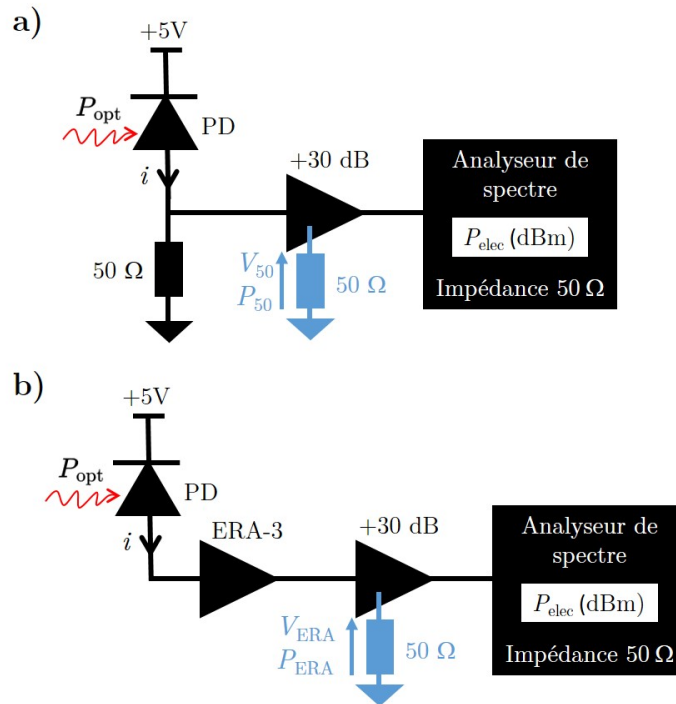 a)
+5V
P_opt
PD
i
+30 dB
50 Ω
V_50
P_50
50 Ω
Analyseur de
spectre
P_elec (dBm)
Impédance 50 Ω
b)
+5V
P_opt
PD
i
ERA-3
+30 dB
V_ERA
P_ERA
50 Ω
Analyseur de
spectre
P_elec (dBm)
Impédance 50 Ω